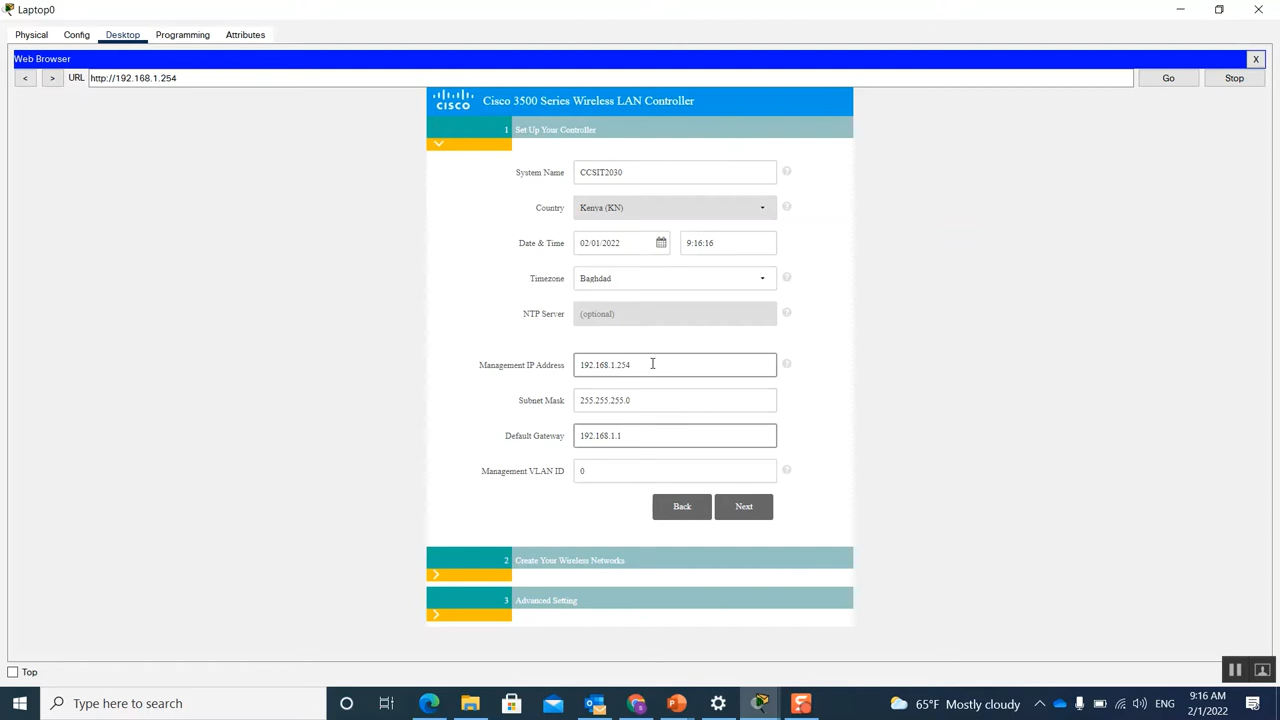 Laptop0
Physical Config Desktop Programming Attributes
Web Browser X
< > URL http://192.168.1.254 Go Stop
CISCO Cisco 3500 Series Wireless LAN Controller
1 Set Up Your Controller
System Name CCSIT2030 ?
Country Kenya (KN) ?
Date & Time 02/01/2022 9:16:16
Timezone Baghdad ?
NTP Server (optional) ?
Management IP Address 192.168.1.254 ?
Subnet Mask 255.255.255.0
Default Gateway 192.168.1.1
Management VLAN ID 0 ?
Back Next
2 Create Your Wireless Networks
3 Advanced Setting
Top
Type here to search 65°F Mostly cloudy ENG 9:16 AM
2/1/2022